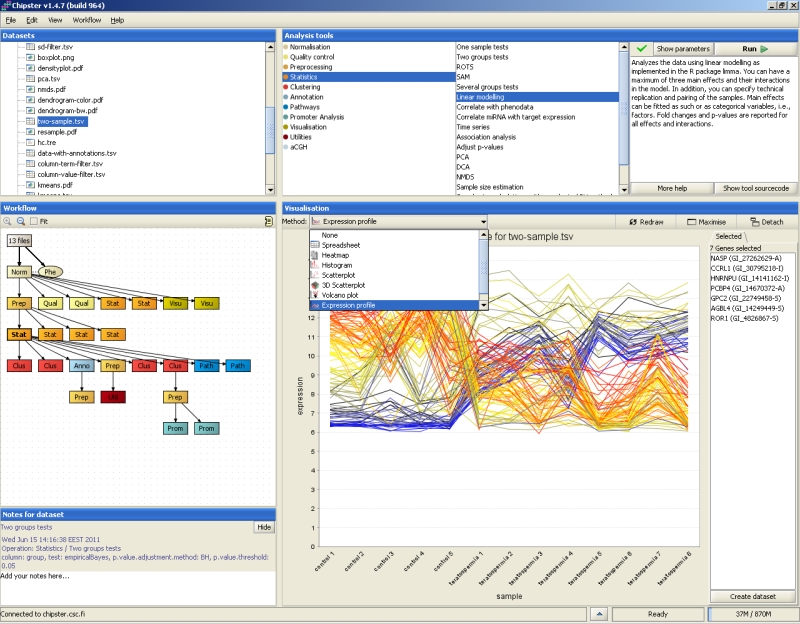 Chipster v1.4.7 (build 964)
File Edit View Workflow Help
Datasets
sd-filter.tsv
boxplot.png
densityplot.pdf
pca.tsv
nmds.pdf
dendrogram-color.pdf
dendrogram-bw.pdf
two-sample.tsv
resample.pdf
hc.tre
data-with-annotations.tsv
column-term-filter.tsv
column-value-filter.tsv
kmeans.pdf
Analysis tools
Normalisation
Quality control
Preprocessing
Statistics
Clustering
Annotation
Pathways
Promoter Analysis
Visualisation
Utilities
aCGH
One sample tests
Two groups tests
ROTS
SAM
Several groups tests
Linear modelling
Correlate with phenodata
Correlate miRNA with target expression
Time series
Association analysis
Adjust p-values
PCA
DCA
NMDS
Sample size estimation
Show parameters Run
Analyzes the data using linear modelling as
implemented in the R package limma. You can have a
maximum of three main effects and their interactions
in the model. In addition, you can specify technical
replication and pairing of the samples. Main effects
can be fitted as such or as categorical variables, i.e.,
factors. Fold changes and p-values are reported for
all effects and interactions.
More help Show tool sourcecode
Workflow
Fit
13 files
Norm Phe
Prep Qual Qual Stat Stat Visu Visu
Stat Stat Stat Stat
Clus Clus Anno Prep Clus Clus Path Path
Prep Prep
Prom Prom
Notes for dataset
Two groups tests Hide
Wed Jun 15 14:16:38 EEST 2011
Operation: Statistics / Two groups tests
column: group, test: empiricalBayes, p.value.adjustment.method: BH, p.value.threshold:
0.05
Add your notes here...
Visualisation
Method: Expression profile Redraw Maximise Detach
None
Spreadsheet
Heatmap
Histogram
Scatterplot
3D Scatterplot
Volcano plot
Expression profile
e for two-sample.tsv
12
11
10
9
8
7
6
5
4
3
2
1
0
expression
control 1
control 2
control 3
control 4
control 5
teratospermia 1
teratospermia 2
teratospermia 3
teratospermia 4
teratospermia 5
teratospermia 6
teratospermia 7
teratospermia 8
sample
Selected
7 Genes selected
NASP (GI_27262629-A)
CCRL1 (GI_30795218-I)
HNRNPU (GI_14141162-I)
PCBP4 (GI_14670372-A)
GPC2 (GI_22749458-S)
AGBL4 (GI_14249449-S)
ROR1 (GI_4826867-S)
Create dataset
Connected to chipster.csc.fi Ready 37M / 870M